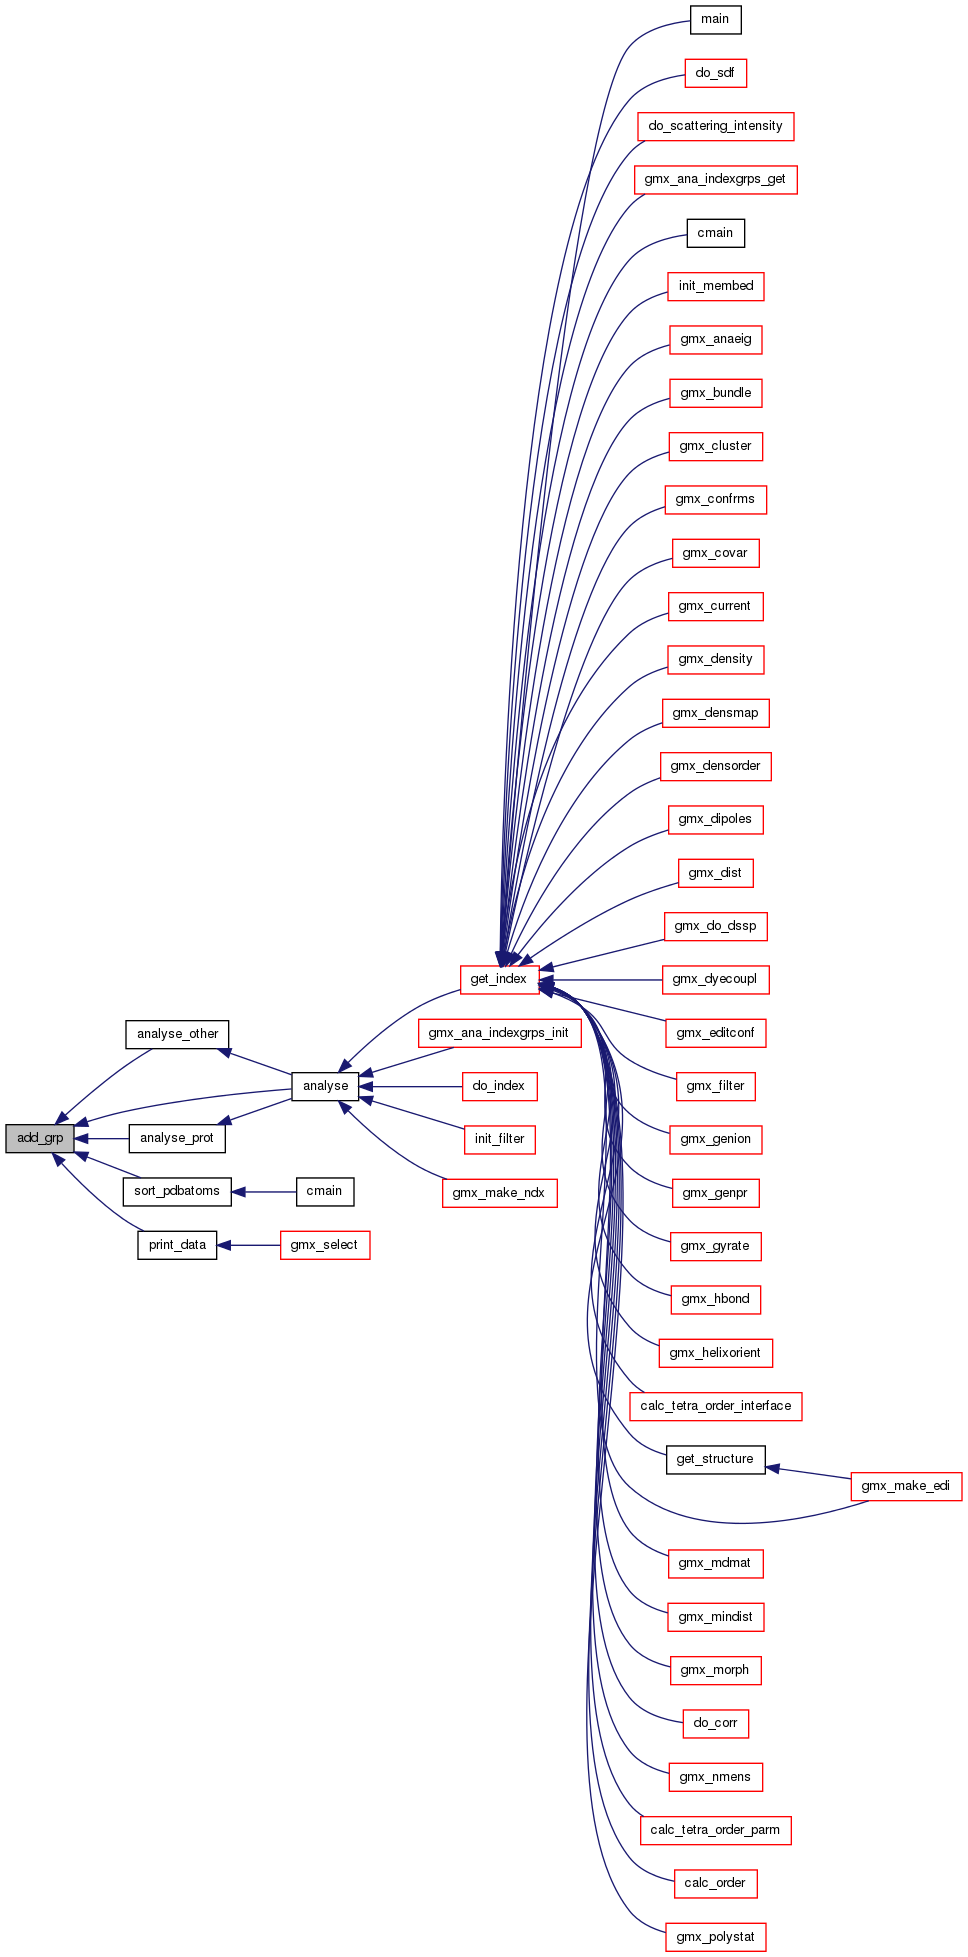 main
do_sdf
do_scattering_intensity
gmx_ana_indexgrps_get
cmain
init_membed
gmx_anaeig
gmx_bundle
gmx_cluster
gmx_confrms
gmx_covar
gmx_current
gmx_density
gmx_densmap
gmx_densorder
gmx_dipoles
gmx_dist
gmx_do_dssp
get_index
gmx_dyecoupl
analyse_other
gmx_ana_indexgrps_init
gmx_editconf
analyse
do_index
gmx_filter
add_grp
analyse_prot
init_filter
gmx_genion
sort_pdbatoms
cmain
gmx_make_ndx
gmx_genpr
print_data
gmx_select
gmx_gyrate
gmx_hbond
gmx_helixorient
calc_tetra_order_interface
get_structure
gmx_make_edi
gmx_mdmat
gmx_mindist
gmx_morph
do_corr
gmx_nmens
calc_tetra_order_parm
calc_order
gmx_polystat